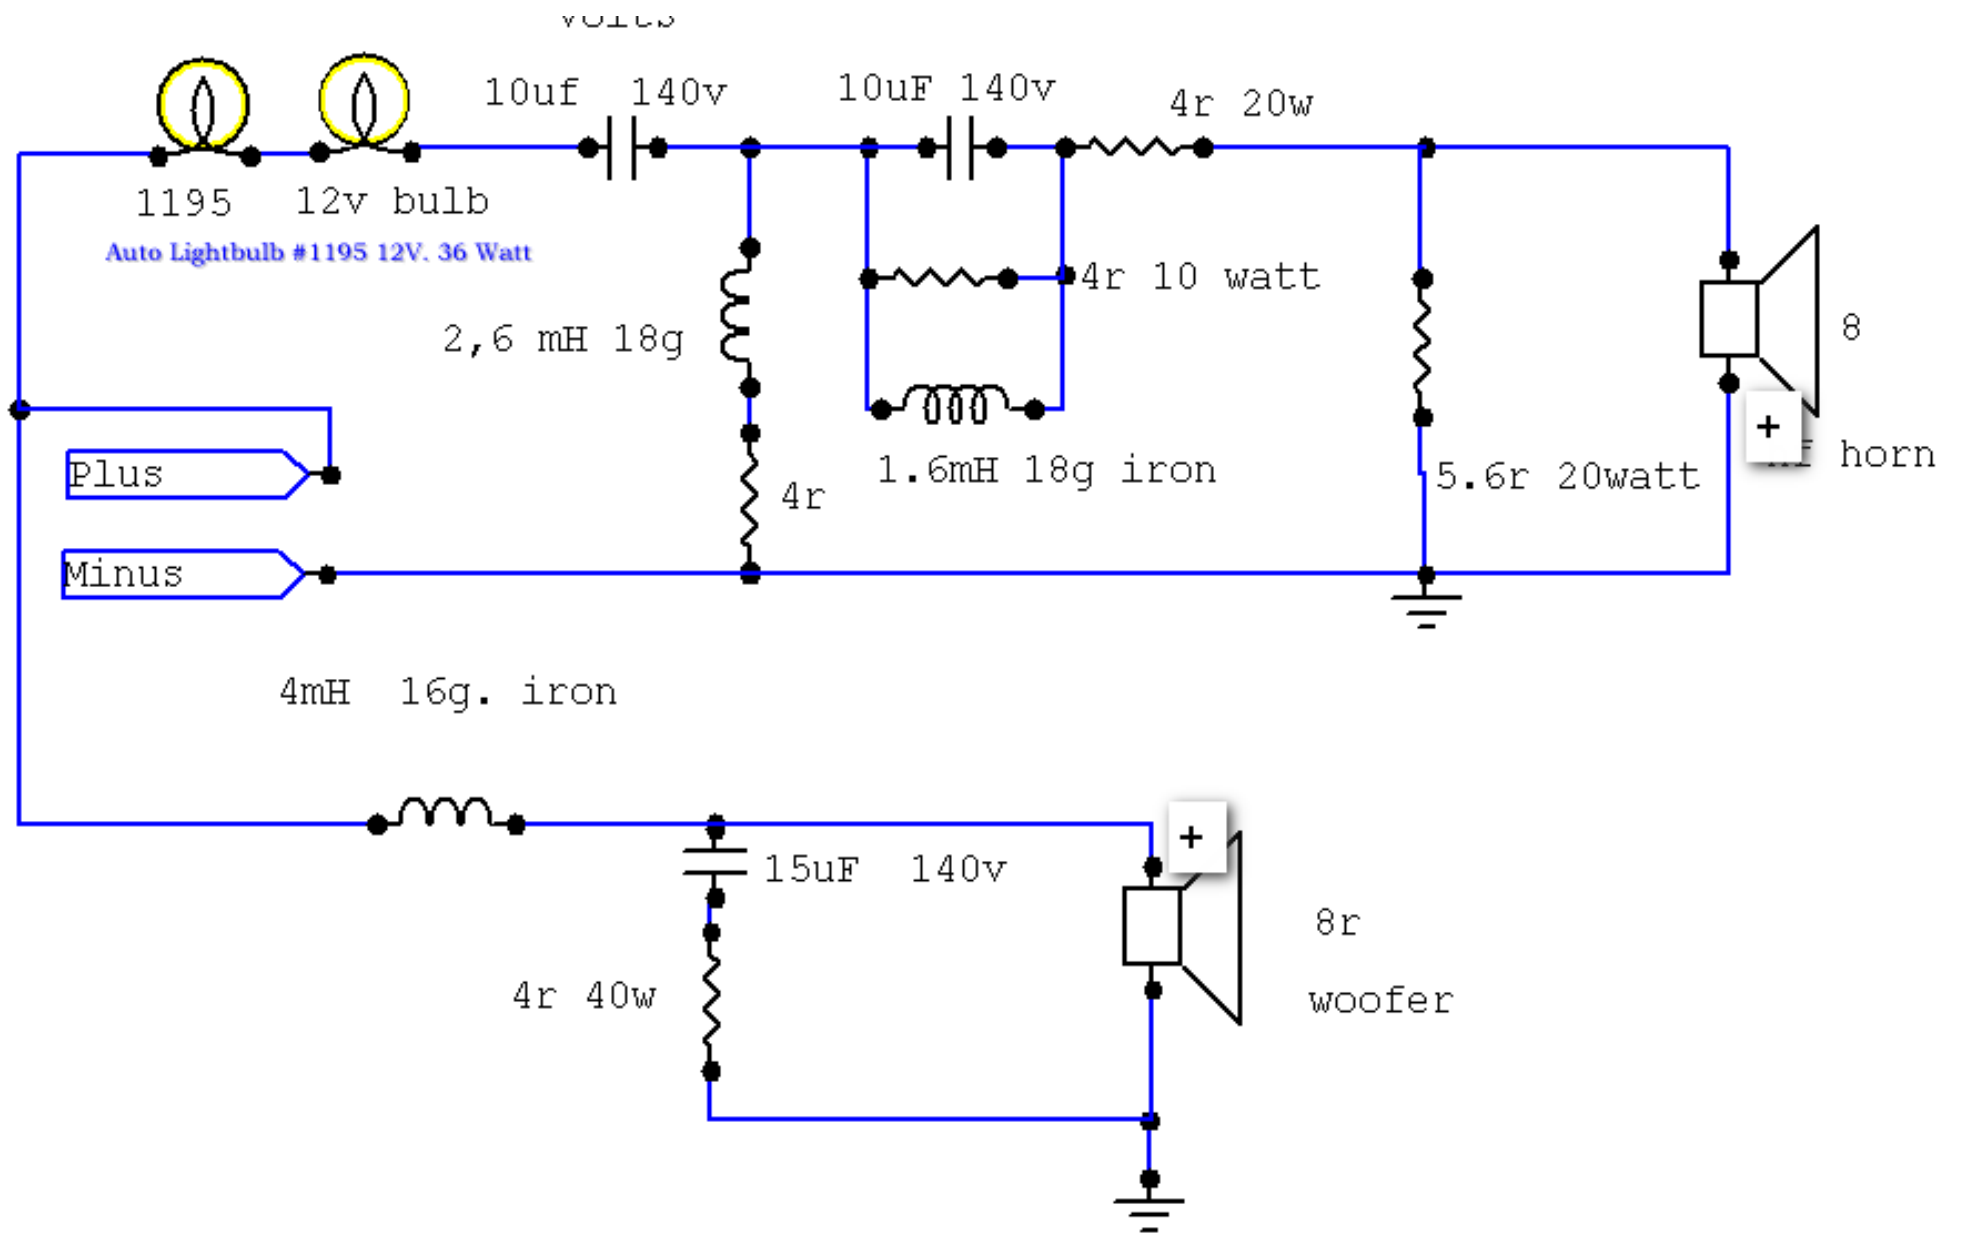 volts
10uf 140v
10uF 140v
4r 20w
1195 12v bulb
Auto Lightbulb #1195 12V. 36 Watt
4r 10 watt
2,6 mH 18g
8
+
horn
Plus
1.6mH 18g iron
5.6r 20watt
4r
Minus
4mH 16g. iron
+
15uF 140v
8r
4r 40w
woofer